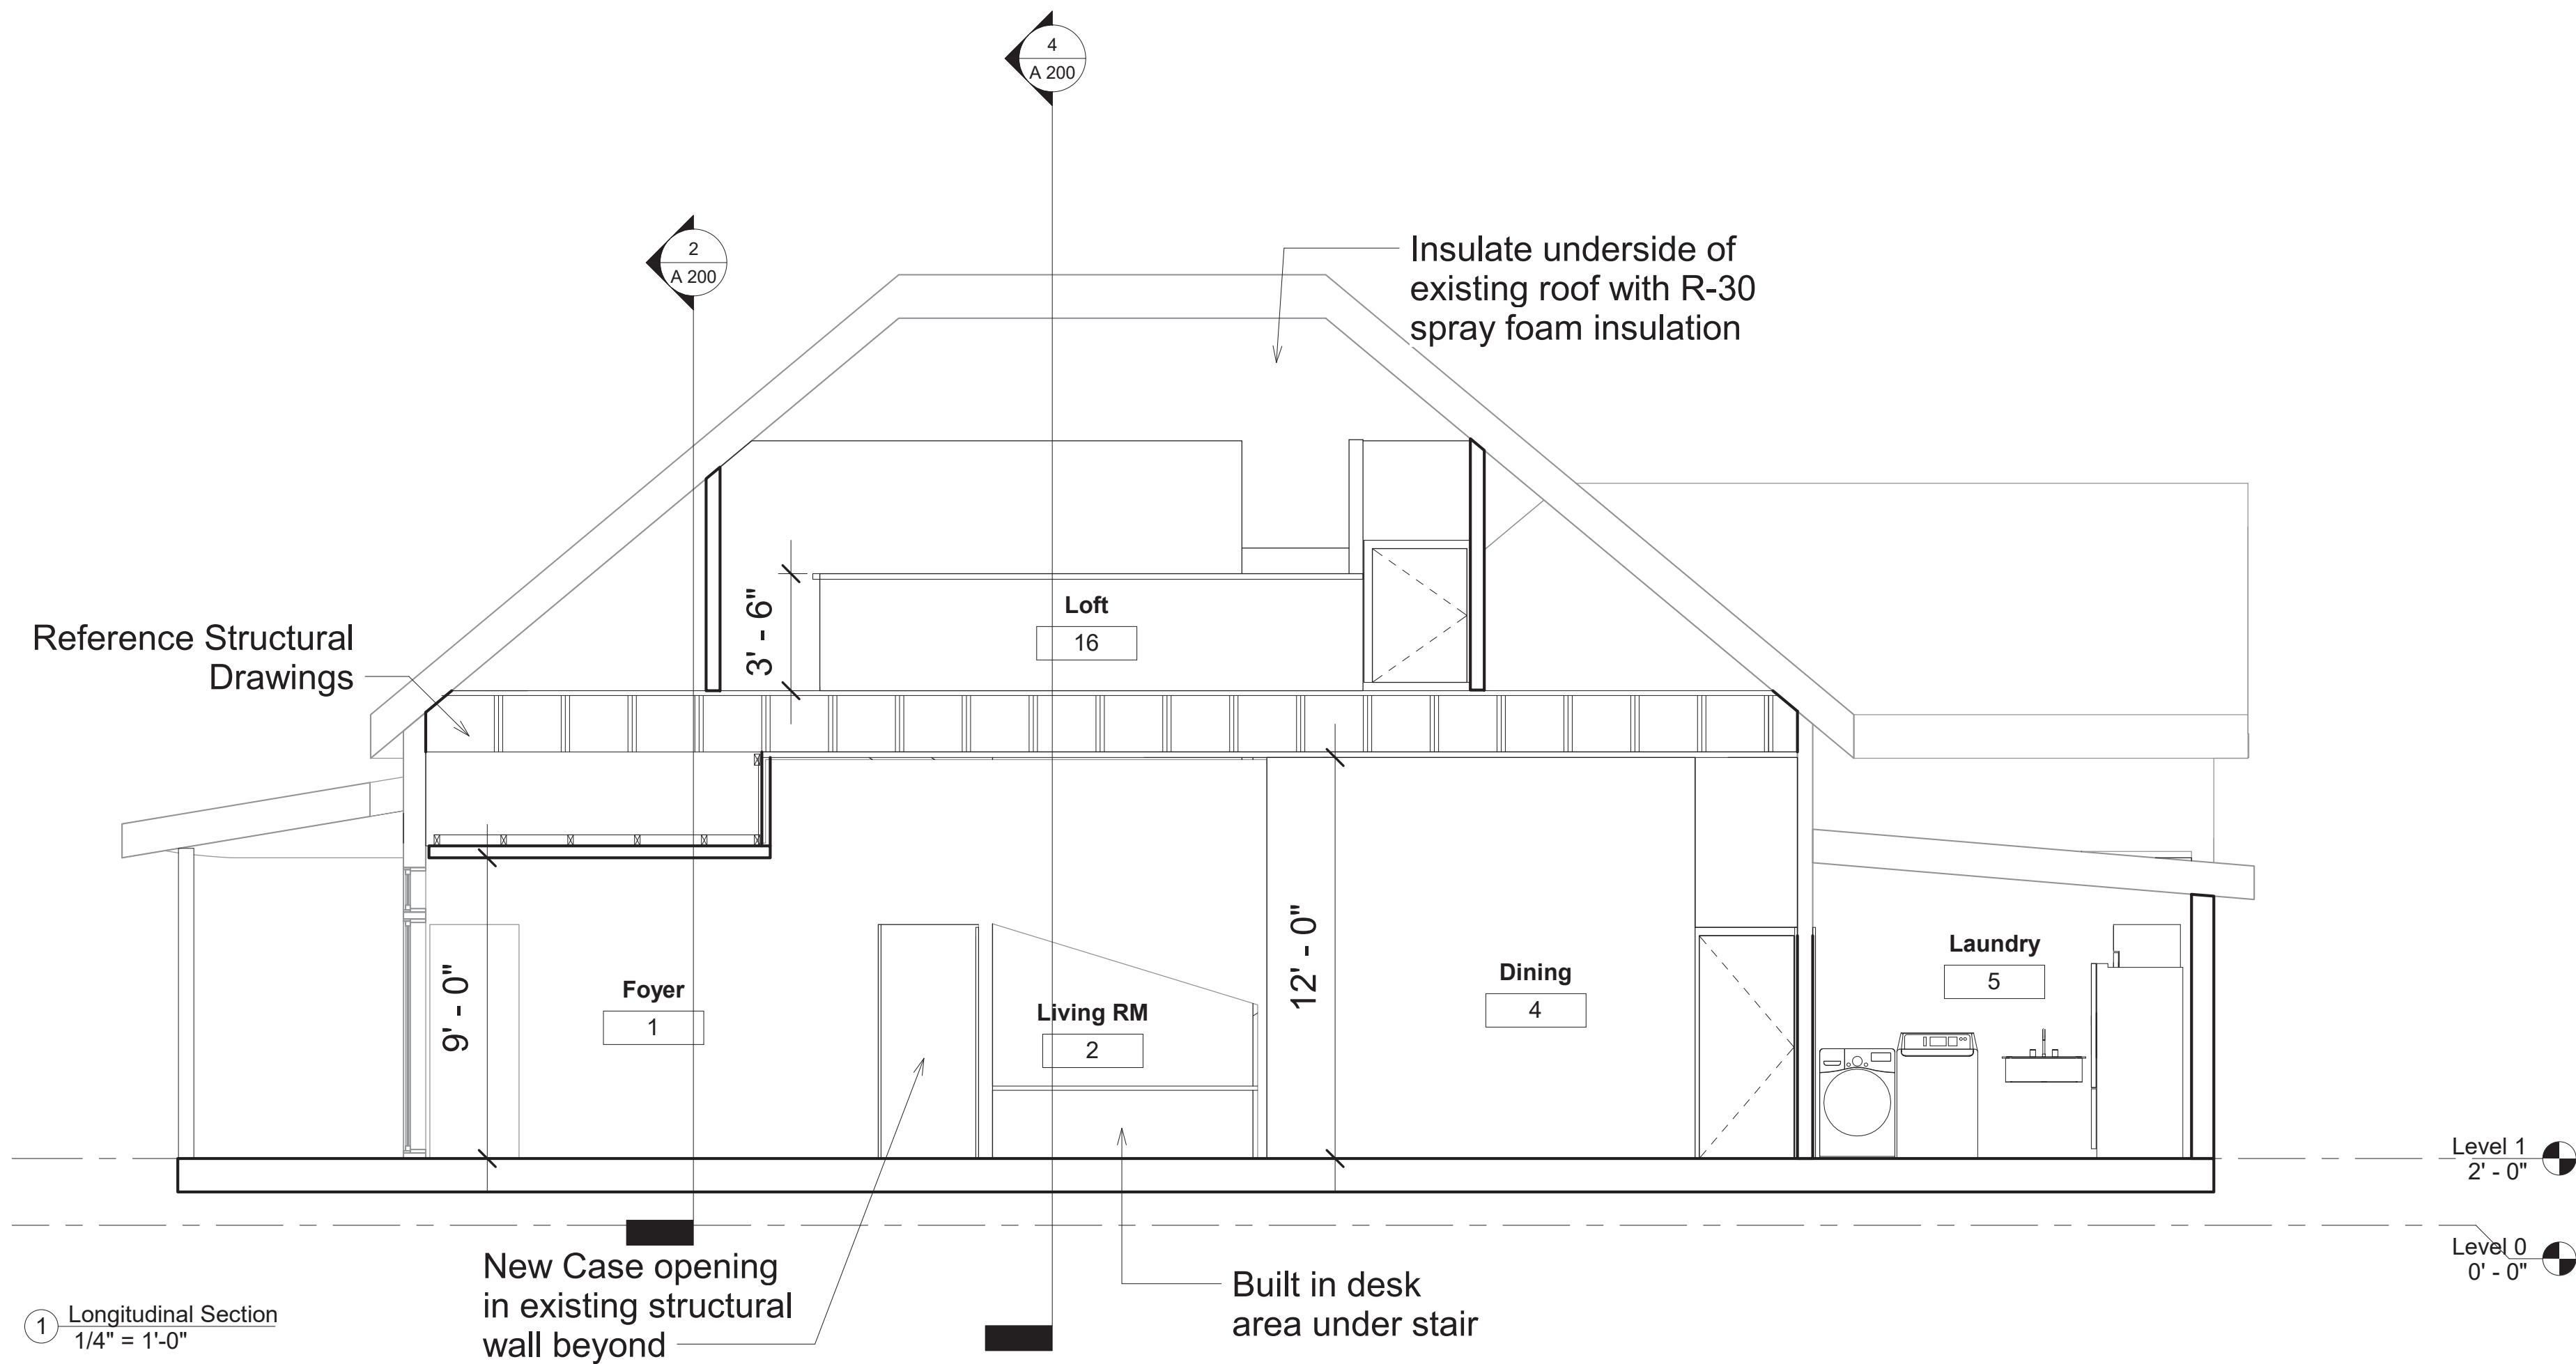 4
A 200
2
A 200
Insulate underside of
existing roof with R-30
spray foam insulation
Reference Structural
Drawings
3' - 6"
Loft
16
9' - 0"
Foyer
1
Living RM
2
12' - 0"
Dining
4
Laundry
5
Level 1
2' - 0"
Level 0
0' - 0"
New Case opening
in existing structural
wall beyond
Built in desk
area under stair
1
Longitudinal Section
1/4" = 1'-0"